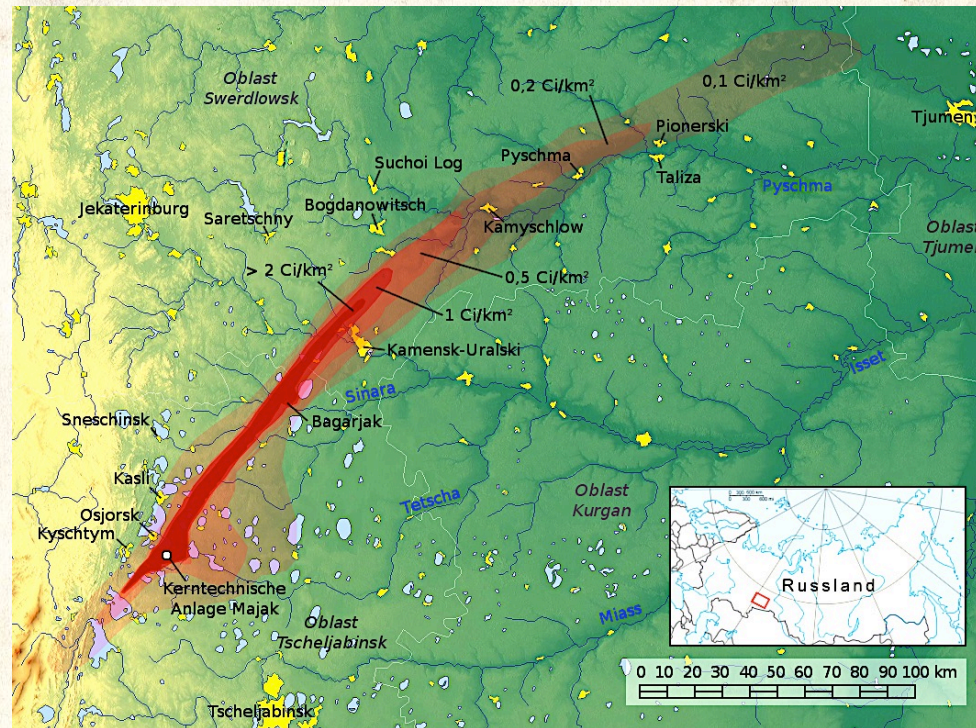 Oblast
Swerdlowsk
0,2 Ci/km²
0,1 Ci/km²
Tjumen
Pionerski
Pyschma
Taliza
Suchoi Log
Pyschma
Jekaterinburg
Saretschny
Bogdanowitsch
Kamyschlow
Oblast
Tjumen
> 2 Ci/km²
0,5 Ci/km²
1 Ci/km²
Kamensk-Uralski
Isset
Sinara
Sneschinsk
Bagarjak
Kasli
Tetscha
Oblast
Kurgan
Osjorsk
Kyschtym
Kerntechnische
Anlage Majak
Russland
Oblast
Tscheljabinsk
Miass
0 10 20 30 40 50 60 70 80 90 100 km
Tscheljabinsk